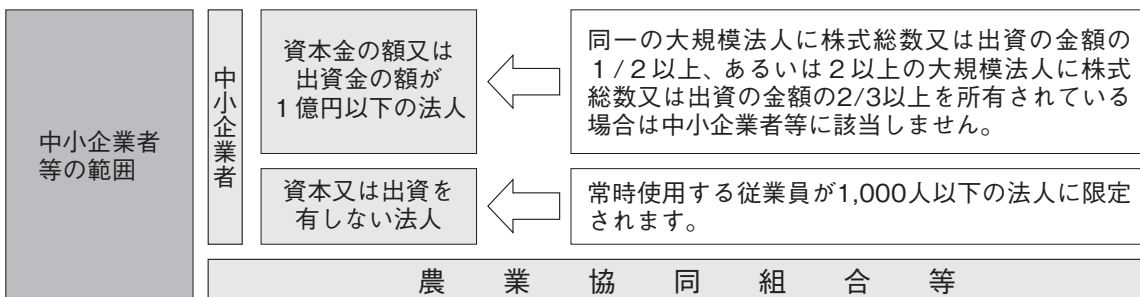 中小企業者
等の範囲
中小企業者
資本金の額又は
出資金の額が
1億円以下の法人
同一の大規模法人に株式総数又は出資の金額の
1/2以上、あるいは2以上の大規模法人に株式
総数又は出資の金額の2/3以上を所有されている
場合は中小企業者等に該当しません。
資本又は出資を
有しない法人
常時使用する従業員が1,000人以下の法人に限定
されます。
農業協同組合等